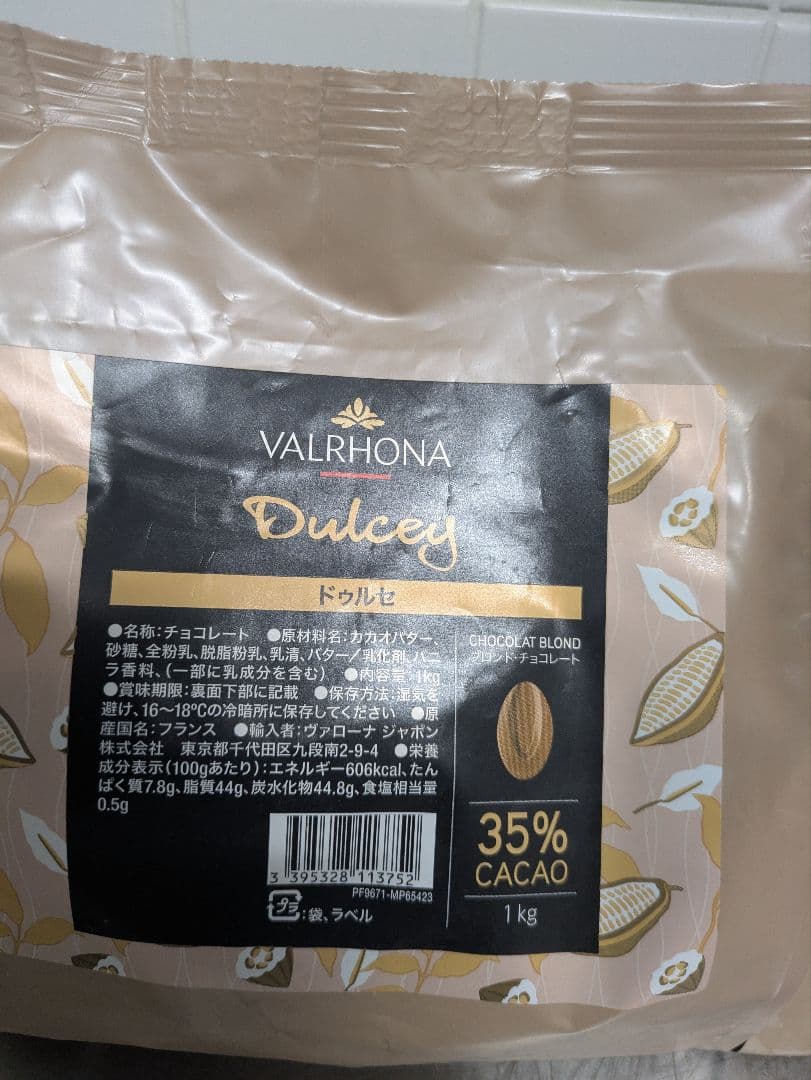 VALRHONA
Dulcey
ドゥルセ
●名称:チョコレート ●原材料名:カカオバター、
砂糖、全粉乳、脱脂粉乳、乳清、バター/乳化剤、バニ
ラ香料、(一部に乳成分を含む) ●内容量:1kg
●賞味期限:裏面下部に記載 ●保存方法:湿気を
避け、16~18℃の冷暗所に保存してください ●原
産国名:フランス ●輸入者:ヴァローナ ジャポン
株式会社 東京都千代田区九段南2-9-4 ●栄養
成分表示(100gあたり):エネルギー606kcal、たん
ぱく質7.8g、脂質44g、炭水化物44.8g、食塩相当量
0.5g
3 395328 113752
PF9671-MP65423
プラ:袋、ラベル
CHOCOLAT BLOND
ブロンド・チョコレート
35%
CACAO
1 kg